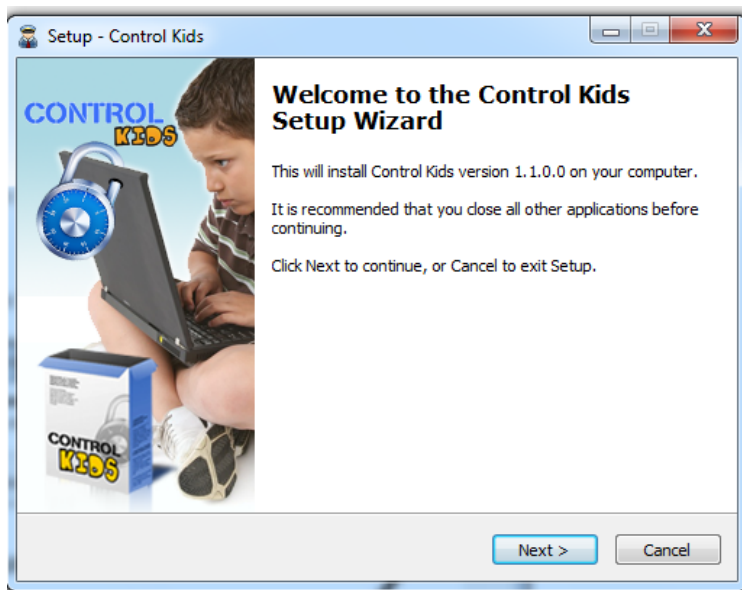 Setup - Control Kids
CONTROL
KIDS
Welcome to the Control Kids
Setup Wizard
This will install Control Kids version 1.1.0.0 on your computer.
It is recommended that you close all other applications before
continuing.
Click Next to continue, or Cancel to exit Setup.
CONTROL
KIDS
Next >
Cancel